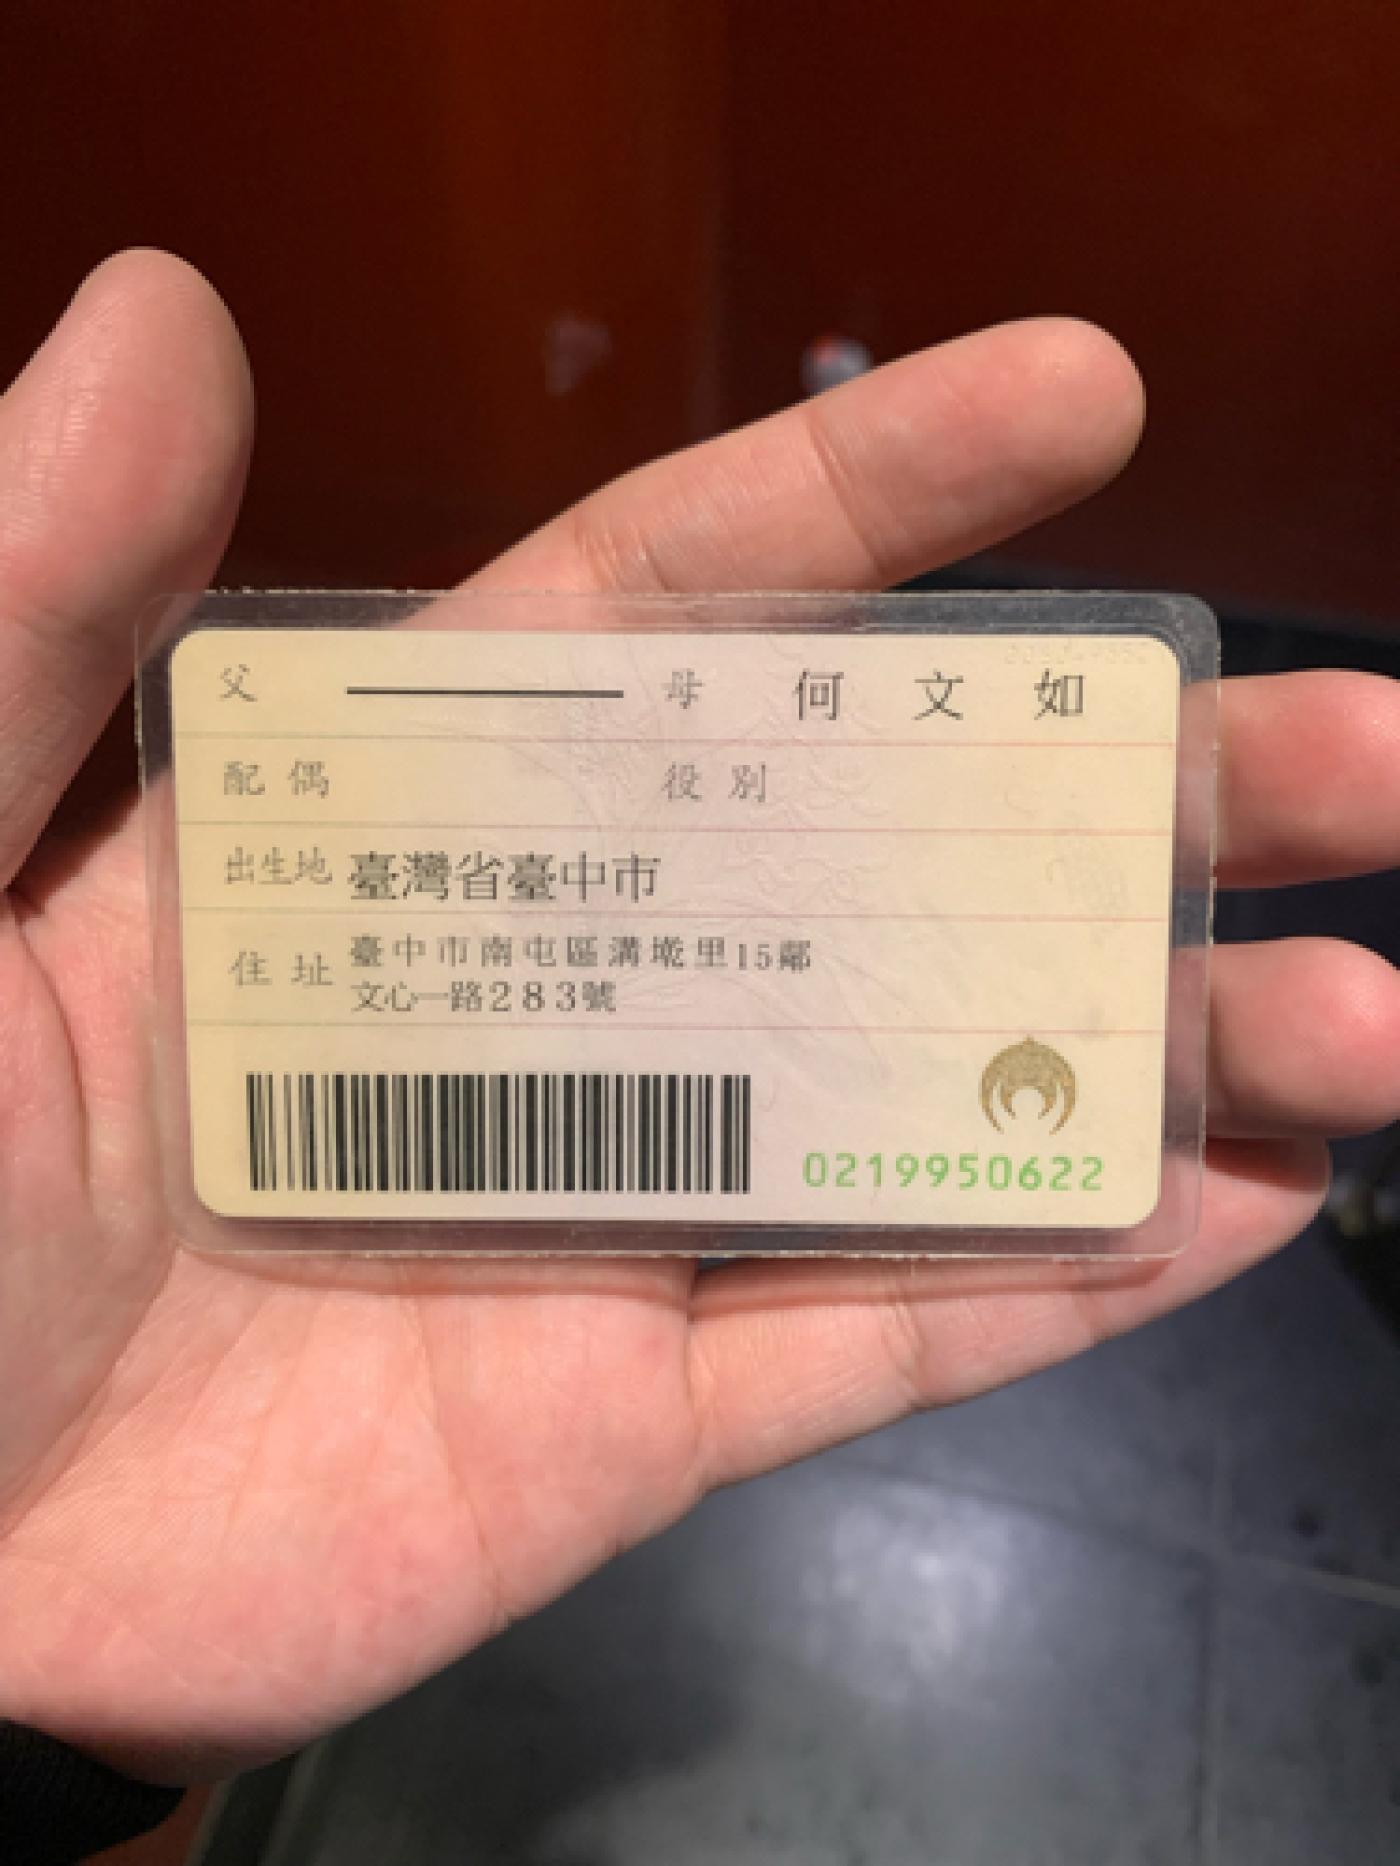 父 母 何文如
配偶 役別
出生地 臺灣省臺中市
住址 臺中市南屯區溝墘里15鄰
文心一路283號
0219950622